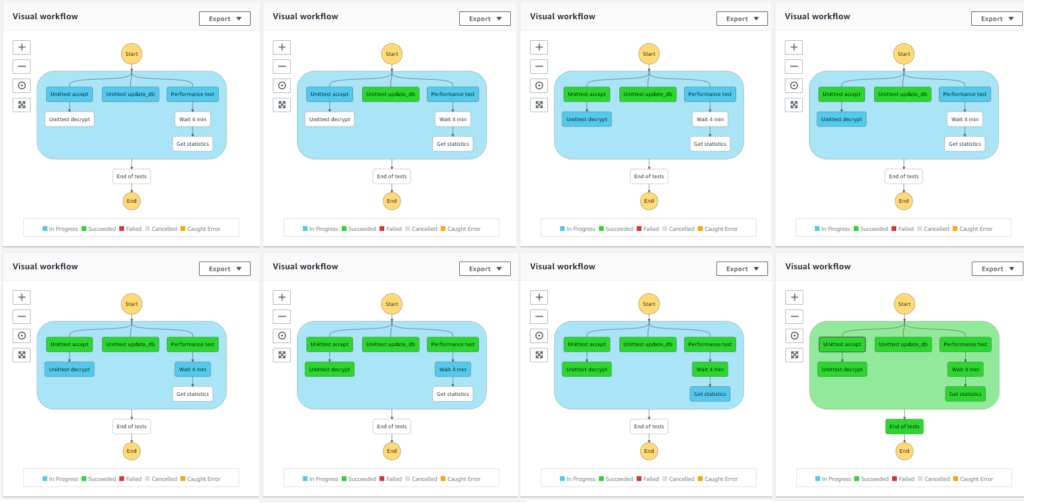 Visual workflow Export
Start
Unittest accept Unittest update_db Performance test
Unittest decrypt Wait 4 min
Get statistics
End of tests
End
In Progress Succeeded Failed Cancelled Caught Error
Visual workflow Export
Start
Unittest accept Unittest update_db Performance test
Unittest decrypt Wait 4 min
Get statistics
End of tests
End
In Progress Succeeded Failed Cancelled Caught Error
Visual workflow Export
Start
Unittest accept Unittest update_db Performance test
Unittest decrypt Wait 4 min
Get statistics
End of tests
End
In Progress Succeeded Failed Cancelled Caught Error
Visual workflow Export
Start
Unittest accept Unittest update_db Performance test
Unittest decrypt Wait 4 min
Get statistics
End of tests
End
In Progress Succeeded Failed Cancelled Caught Error
Visual workflow Export
Start
Unittest accept Unittest update_db Performance test
Unittest decrypt Wait 4 min
Get statistics
End of tests
End
In Progress Succeeded Failed Cancelled Caught Error
Visual workflow Export
Start
Unittest accept Unittest update_db Performance test
Unittest decrypt Wait 4 min
Get statistics
End of tests
End
In Progress Succeeded Failed Cancelled Caught Error
Visual workflow Export
Start
Unittest accept Unittest update_db Performance test
Unittest decrypt Wait 4 min
Get statistics
End of tests
End
In Progress Succeeded Failed Cancelled Caught Error
Visual workflow Export
Start
Unittest accept Unittest update_db Performance test
Unittest decrypt Wait 4 min
Get statistics
End of tests
End
In Progress Succeeded Failed Cancelled Caught Error